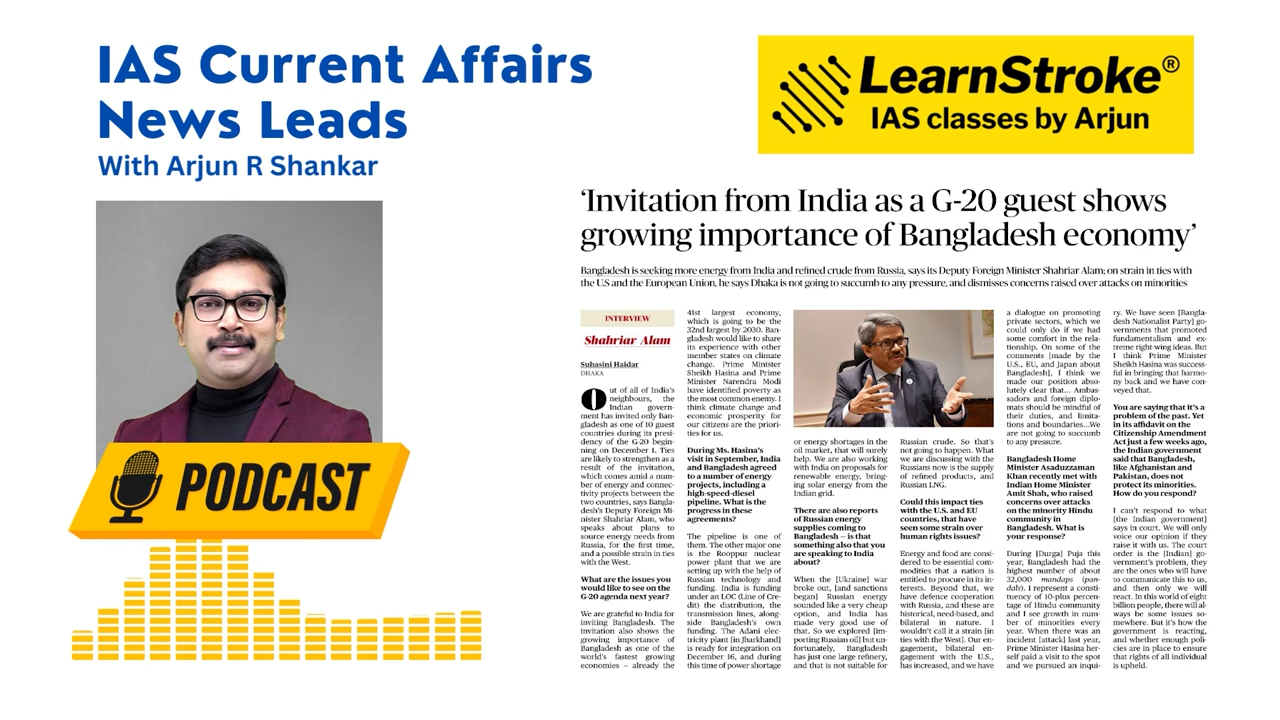 IAS Current Affairs
News Leads
With Arjun R Shankar
LearnStroke®
IAS classes by Arjun
PODCAST
‘Invitation from India as a G-20 guest shows
growing importance of Bangladesh economy’
Bangladesh is seeking more energy from India and refined crude from Russia, says its Deputy Foreign Minister Shahriar Alam; on strain in ties with
the US and the European Union, he says Dhaka is not going to succumb to any pressure, and dismisses concerns raised over attacks on minorities
INTERVIEW
Shahriar Alam
Suhasini Haidar
DHAKA
Out of all of India’s
neighbours, the
Indian govern-
ment has invited only Ban-
gladesh as one of 10 guest
countries during its presi-
dency of the G-20 begin-
ning on December 1. Ties
are likely to strengthen as a
result of the invitation,
which comes amid a num-
ber of energy and connec-
tivity projects between the
two countries, says Bangla-
desh’s Deputy Foreign Mi-
nister Shahriar Alam, who
speaks about plans to
source energy needs from
Russia, for the first time,
and a possible strain in ties
with the West.
What are the issues you
would like to see on the
G-20 agenda next year?
We are grateful to India for
inviting Bangladesh. The
invitation also shows the
growing importance of
Bangladesh as one of the
world’s fastest growing
economies – already the
41st largest economy,
which is going to be the
32nd largest by 2030. Ban-
gladesh would like to share
its experience with other
member states on climate
change. Prime Minister
Sheikh Hasina and Prime
Minister Narendra Modi
have identified poverty as
the most common enemy. I
think climate change and
economic prosperity for
our citizens are the priori-
ties for us.
During Ms. Hasina’s
visit in September, India
and Bangladesh agreed
to a number of energy
projects, including a
high-speed-diesel
pipeline. What is the
progress in these
agreements?
The pipeline is one of
them. The other major one
is the Rooppur nuclear
power plant that we are
setting up with the help of
Russian technology and
funding. India is funding
under an LOC (Line of Cre-
dit) the distribution, the
transmission lines, along-
side Bangladesh’s own
funding. The Adani elec-
tricity plant [in Jharkhand]
is ready for integration on
December 16, and during
this time of power shortage
or energy shortages in the
oil market, that will surely
help. We are also working
with India on proposals for
renewable energy, bring-
ing solar energy from the
Indian grid.
There are also reports
of Russian energy
supplies coming to
Bangladesh – is that
something also that you
are speaking to India
about?
When the [Ukraine] war
broke out, [and sanctions
began] Russian energy
sounded like a very cheap
option, and India has
made very good use of
that. So we explored [im-
porting Russian oil] but un-
fortunately, Bangladesh
has just one large refinery,
and that is not suitable for
Russian crude. So that’s
not going to happen. What
we are discussing with the
Russians now is the supply
of refined products, and
Russian LNG.
Could this impact ties
with the U.S. and EU
countries, that have
seen some strain over
human rights issues?
Energy and food are consi-
dered to be essential com-
modities that a nation is
entitled to procure in its in-
terests. Beyond that, we
have defence cooperation
with Russia, and these are
historical, need-based, and
bilateral in nature. I
wouldn’t call it a strain [in
ties with the West]. Our en-
gagement, bilateral en-
gagement with the U.S.,
has increased, and we have
a dialogue on promoting
private sectors, which we
could only do if we had
some comfort in the rela-
tionship. On some of the
comments [made by the
U.S., EU, and Japan about
Bangladesh], I think we
made our position abso-
lutely clear that... Ambas-
sadors and foreign diplo-
mats should be mindful of
their duties, and limita-
tions and boundaries...We
are not going to succumb
to any pressure.
Bangladesh Home
Minister Asaduzzaman
Khan recently met with
Indian Home Minister
Amit Shah, who raised
concerns over attacks
on the minority Hindu
community in
Bangladesh. What is
your response?
During [Durga] Puja this
year, Bangladesh had the
highest number of about
32,000 mandaps (pan-
dals). I represent a consti-
tuency of 10-plus percen-
tage of Hindu community
and I see growth in num-
ber of minorities every
year. When there was an
incident [attack] last year,
Prime Minister Hasina her-
self paid a visit to the spot
and we pursued an inqui-
ry. We have seen [Bangla-
desh Nationalist Party] go-
vernments that promoted
fundamentalism and ex-
treme right-wing ideas. But
I think Prime Minister
Sheikh Hasina was success-
ful in bringing that harmo-
ny back and we have con-
veyed that.
You are saying that it’s a
problem of the past. Yet
in its affidavit on the
Citizenship Amendment
Act just a few weeks ago,
the Indian government
said that Bangladesh,
like Afghanistan and
Pakistan, does not
protect its minorities.
How do you respond?
I can’t respond to what
[the Indian government]
says in court. We will only
voice our opinion if they
raise it with us. The court
order is the [Indian] go-
vernment’s problem, they
are the ones who will have
to communicate this to us,
and then only we will
react. In this world of eight
billion people, there will al-
ways be some issues so-
mewhere. But it’s how the
government is reacting,
and whether enough poli-
cies are in place to ensure
that rights of all individual
is upheld.